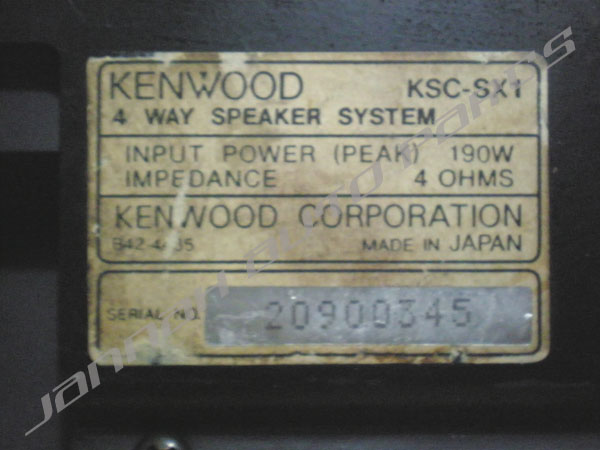 KENWOOD KSC-SX1
4 WAY SPEAKER SYSTEM
INPUT POWER (PEAK) 190W
IMPEDANCE 4 OHMS
KENWOOD CORPORATION
MADE IN JAPAN
SERIAL NO. 20900345